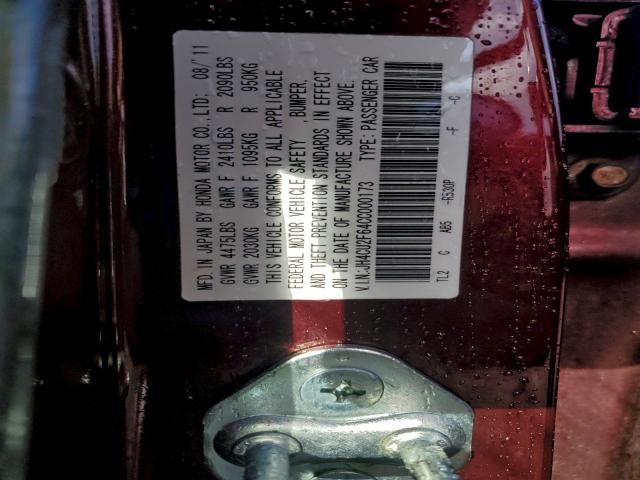 MFD. IN JAPAN BY HONDA MOTOR CO., LTD. 08/'11
GVWR 4475LBS GAWR F 2410LBS R 2090LBS
GVWR 2030KG GAWR F 1095KG R 950KG
THIS VEHICLE CONFORMS TO ALL APPLICABLE
FEDERAL MOTOR VEHICLE SAFETY , BUMPER,
AND THEFT PREVENTION STANDARDS IN EFFECT
ON THE DATE OF MANUFACTURE SHOWN ABOVE.
V.I.N.:JH4CU2F64CC000173 TYPE: PASSENGER CAR
TL2 C AB5 -R530P -F -D